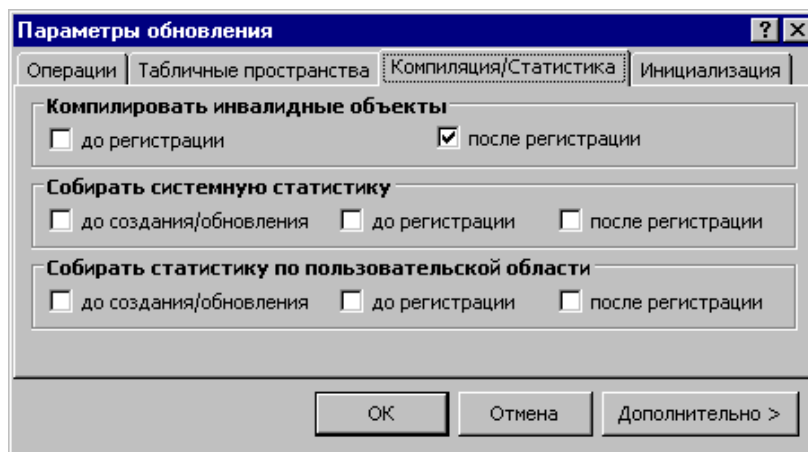 Параметры обновления
Операции Табличные пространства Компиляция/Статистика Инициализация
Компилировать инвалидные объекты
до регистрации после регистрации
Собирать системную статистику
до создания/обновления до регистрации после регистрации
Собирать статистику по пользовательской области
до создания/обновления до регистрации после регистрации
ОК Отмена Дополнительно >